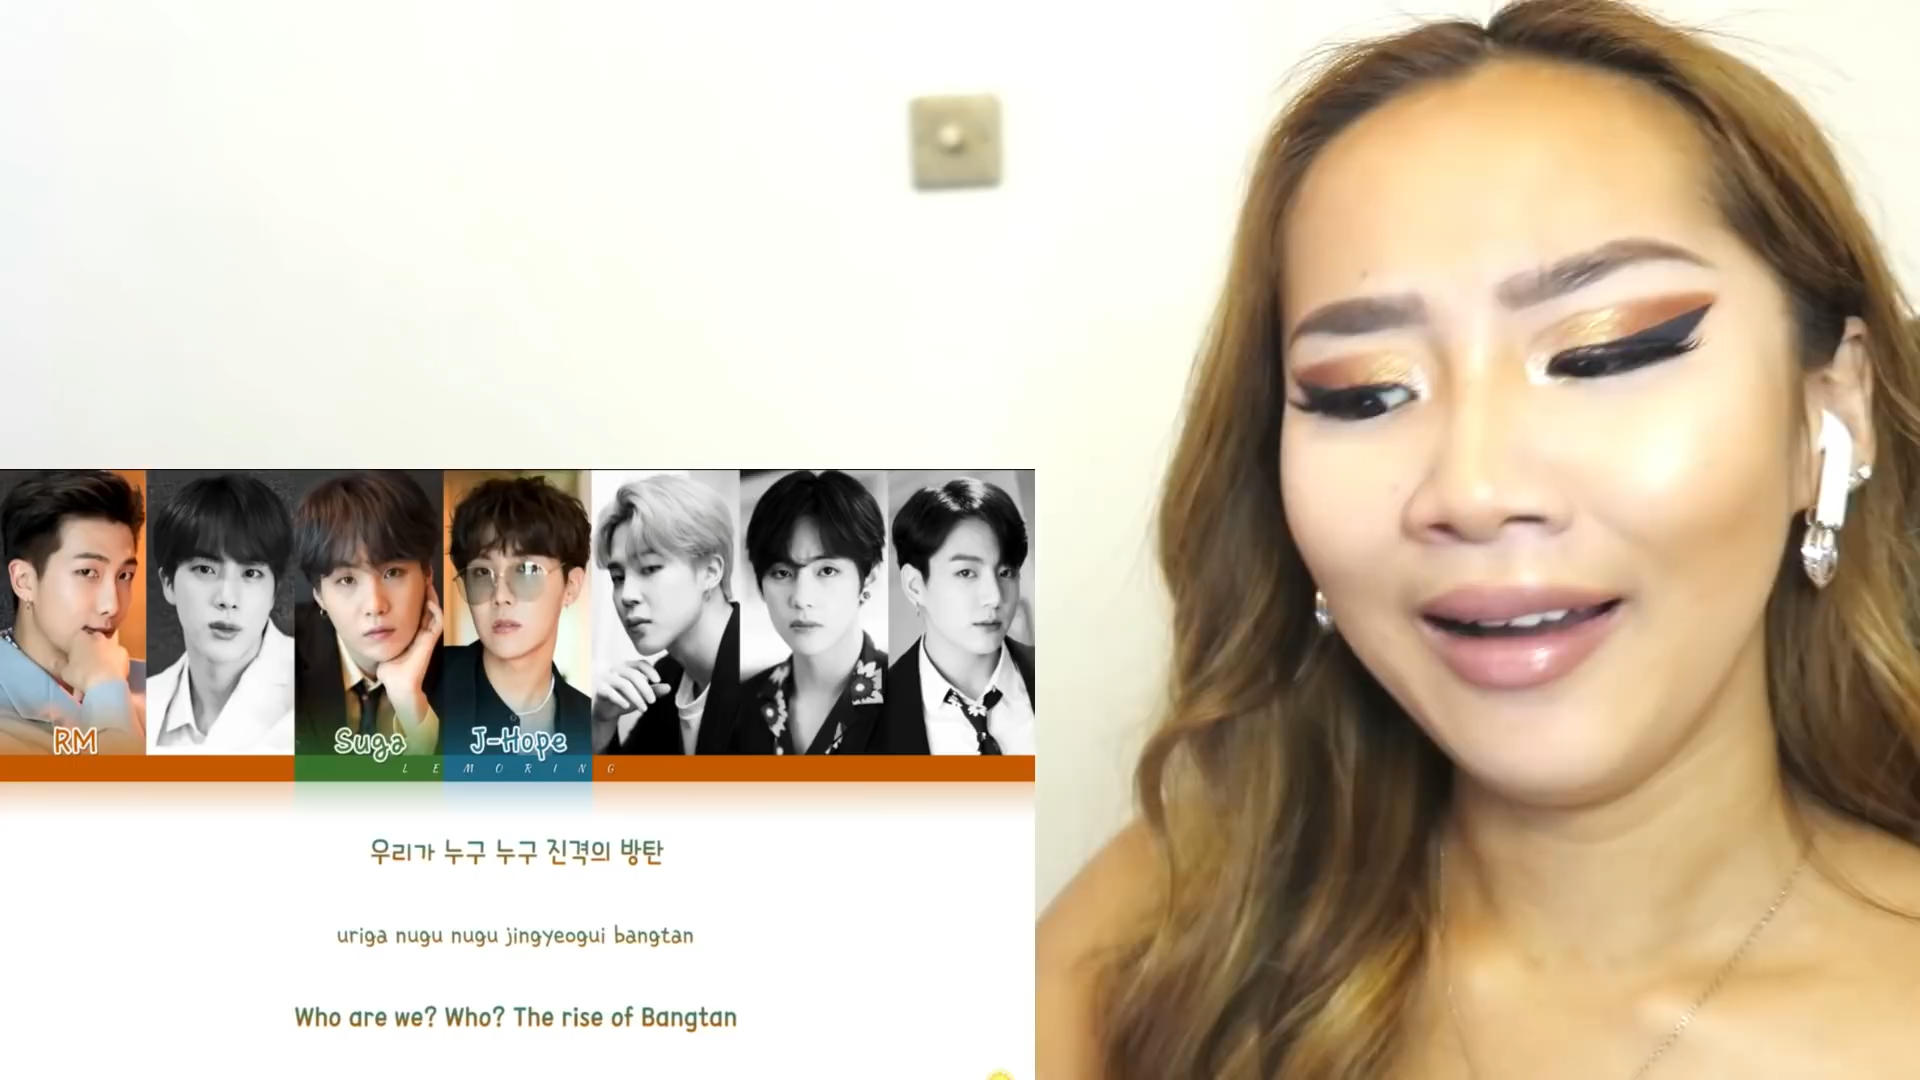 RM
Suga
J-Hope
LEMORING
우리가 누구 누구 진격의 방탄
uriga nugu nugu jingyeogui bangtan
Who are we? Who? The rise of Bangtan